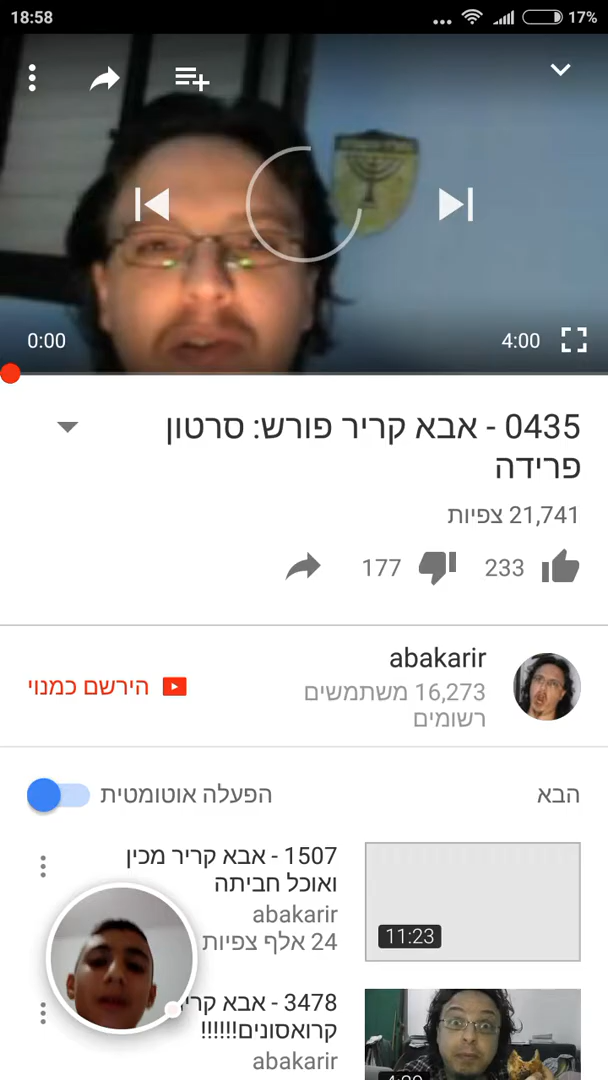 18:58
17%
0:00
4:00
0435 - אבא קריר פורש: סרטון
פרידה
21,741 צפיות
233
177
abakarir
16,273 משתמשים
רשומים
הירשם כמנוי
הבא
הפעלה אוטומטית
1507 - אבא קריר מכין
ואוכל חביתה
abakarir
24 אלף צפיות
11:23
3478 - אבא קריר
קרואסונים!!!!!!
abakarir